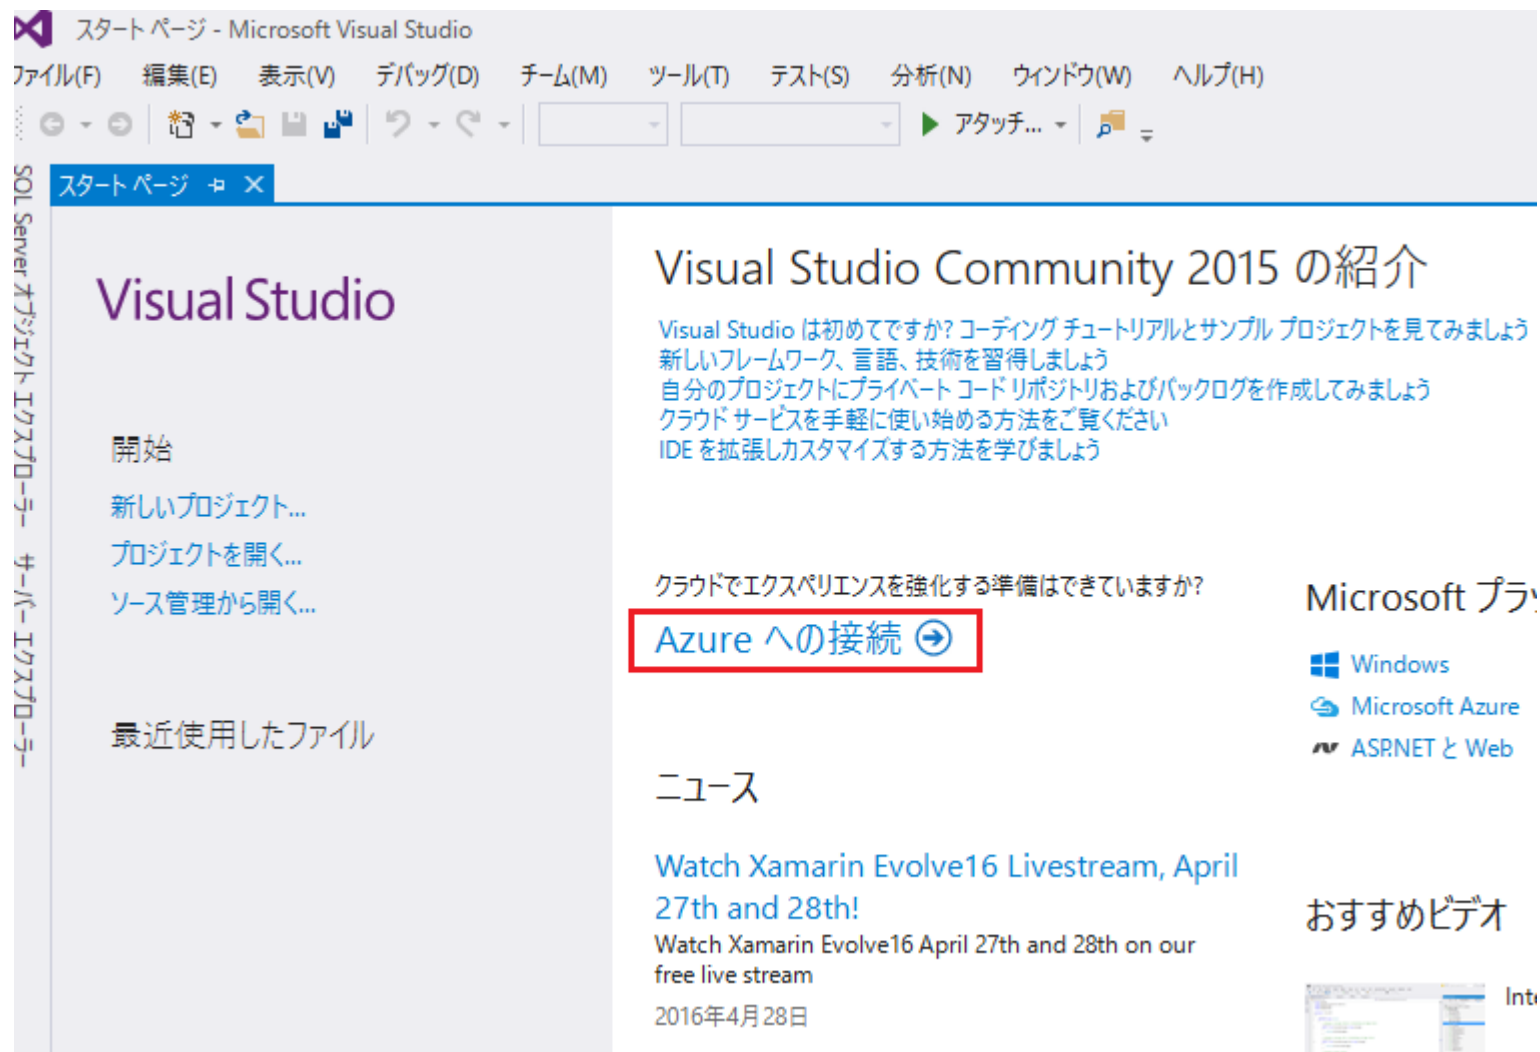 スタート ページ - Microsoft Visual Studio
ファイル(F) 編集(E) 表示(V) デバッグ(D) チーム(M) ツール(T) テスト(S) 分析(N) ウィンドウ(W) ヘルプ(H)
アタッチ...
SQL Server オブジェクト エクスプローラー
サーバー エクスプローラー
スタート ページ
Visual Studio
開始
新しいプロジェクト...
プロジェクトを開く...
ソース管理から開く...
最近使用したファイル
Visual Studio Community 2015 の紹介
Visual Studio は初めてですか? コーディング チュートリアルとサンプル プロジェクトを見てみましょう
新しいフレームワーク、言語、技術を習得しましょう
自分のプロジェクトにプライベート コード リポジトリおよびバックログを作成してみましょう
クラウド サービスを手軽に使い始める方法をご覧ください
IDE を拡張しカスタマイズする方法を学びましょう
クラウドでエクスペリエンスを強化する準備はできていますか?
Azure への接続
ニュース
Watch Xamarin Evolve16 Livestream, April
27th and 28th!
Watch Xamarin Evolve16 April 27th and 28th on our
free live stream
2016年4月28日
Microsoft プラッ
Windows
Microsoft Azure
ASP.NET と Web
おすすめビデオ